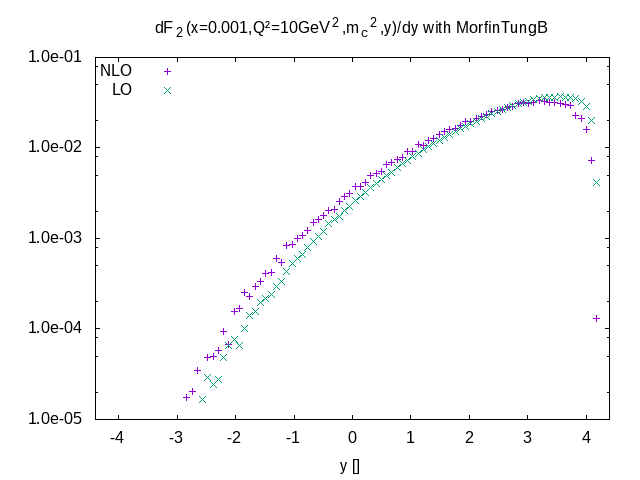 dF₂(x=0.001,Q²=10GeV²,m_c²,y)/dy with MorfinTungB
NLO
LO
1.0e-01
1.0e-02
1.0e-03
1.0e-04
1.0e-05
-4 -3 -2 -1 0 1 2 3 4
y []